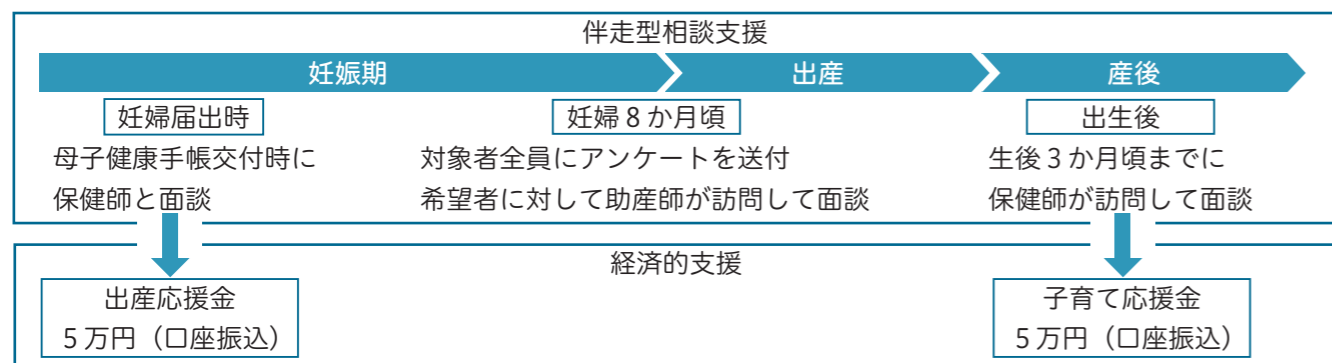 伴走型相談支援
妊娠期
出産
産後
妊婦届出時
母子健康手帳交付時に
保健師と面談
妊婦8か月頃
対象者全員にアンケートを送付
希望者に対して助産師が訪問して面談
出生後
生後3か月頃までに
保健師が訪問して面談
経済的支援
出産応援金
5万円（口座振込）
子育て応援金
5万円（口座振込）